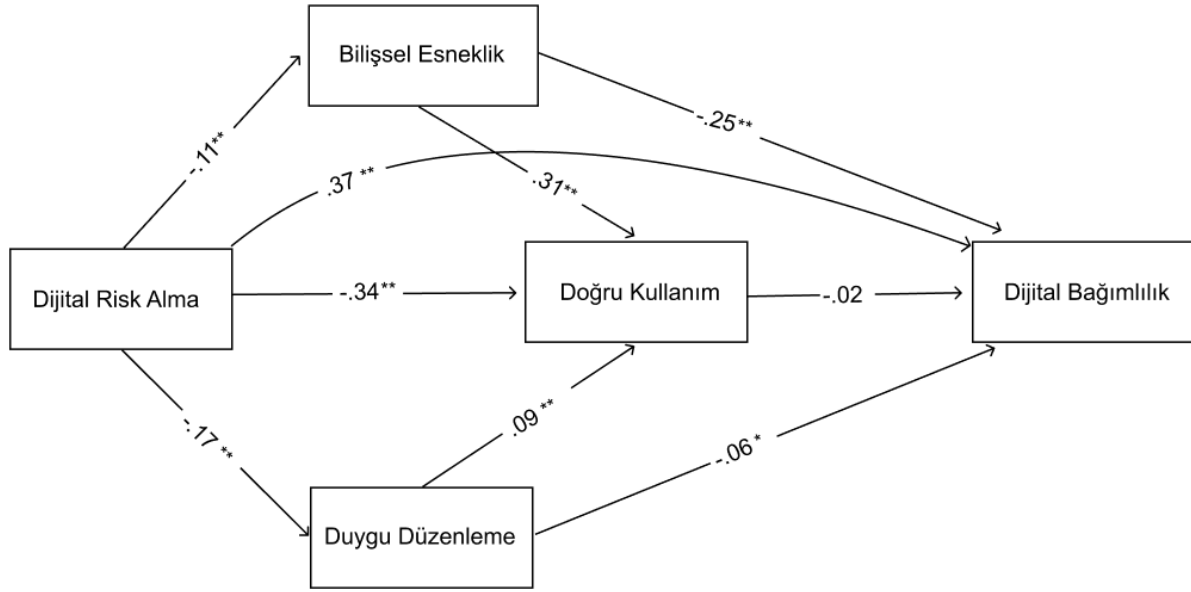 Bilişsel Esneklik
-.25**
-.11**
.37 **
.31**
Dijital Risk Alma
-.34**
Doğru Kullanım
-.02
Dijital Bağımlılık
-.17 **
.09 **
-.06 *
Duygu Düzenleme